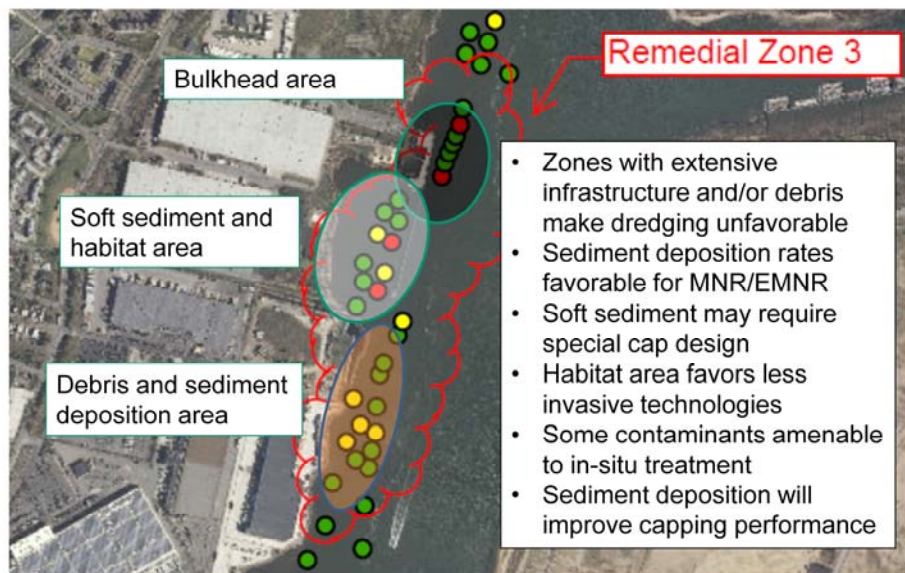 Bulkhead area
Remedial Zone 3
Soft sediment and
habitat area
Debris and sediment
deposition area
• Zones with extensive
infrastructure and/or debris
make dredging unfavorable
• Sediment deposition rates
favorable for MNR/EMNR
• Soft sediment may require
special cap design
• Habitat area favors less
invasive technologies
• Some contaminants amenable
to in-situ treatment
• Sediment deposition will
improve capping performance